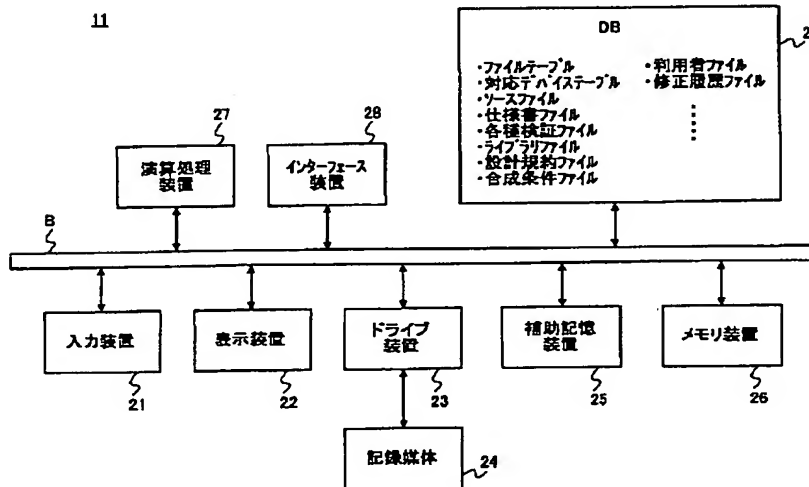 11
DB
2
・ファイルテーブル
・対応デバイステーブル
・ソースファイル
・仕様書ファイル
・各種検証ファイル
・ライブラリファイル
・設計規約ファイル
・合成条件ファイル
・利用者ファイル
・修正履歴ファイル
27
28
演算処理
装置
インターフェース
装置
B
入力装置
表示装置
ドライブ
装置
補助記憶
装置
メモリ装置
21
22
23
25
26
記録媒体
24